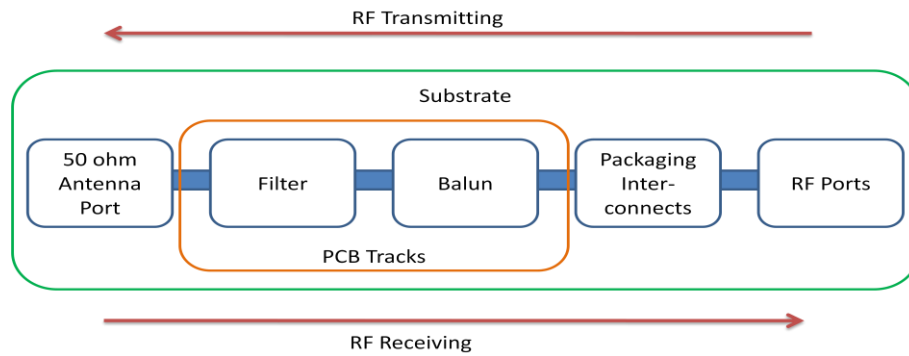 RF Transmitting
Substrate
50 ohm
Antenna
Port
Filter
Balun
Packaging
Inter-
connects
RF Ports
PCB Tracks
RF Receiving